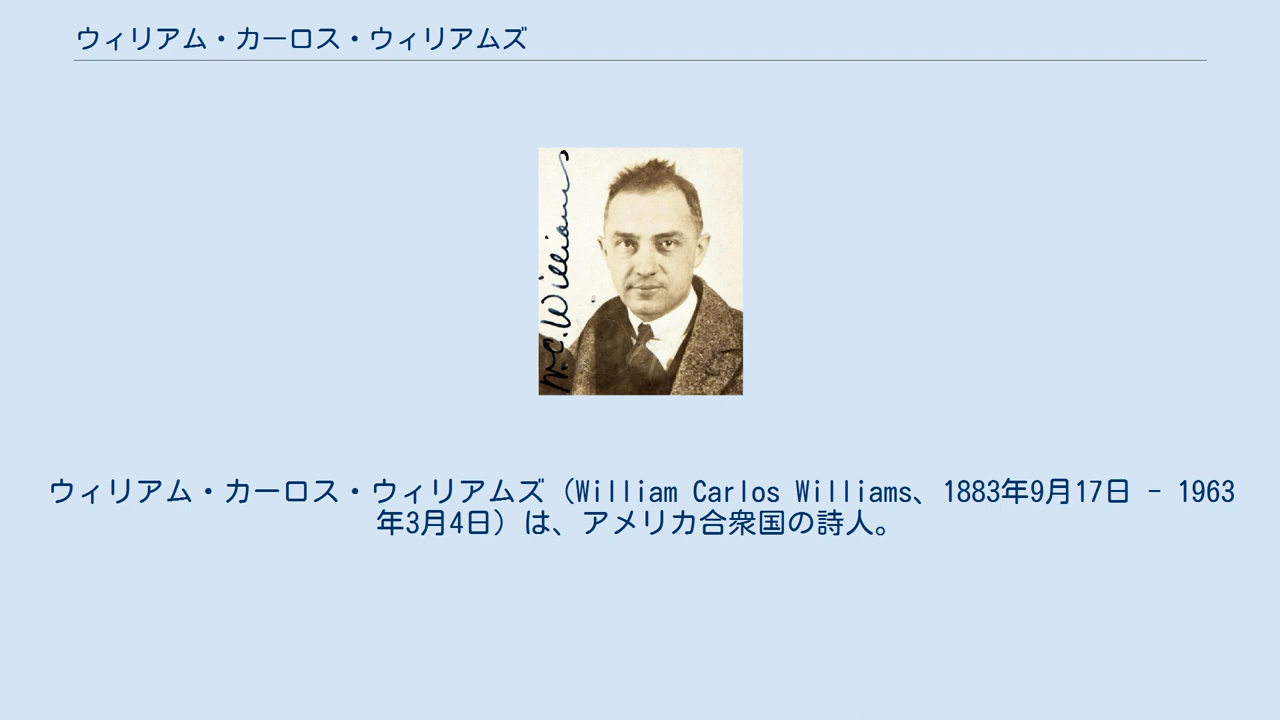 ウィリアム・カーロス・ウィリアムズ
W.C. Williams
ウィリアム・カーロス・ウィリアムズ（William Carlos Williams、1883年9月17日 - 1963
年3月4日）は、アメリカ合衆国の詩人。